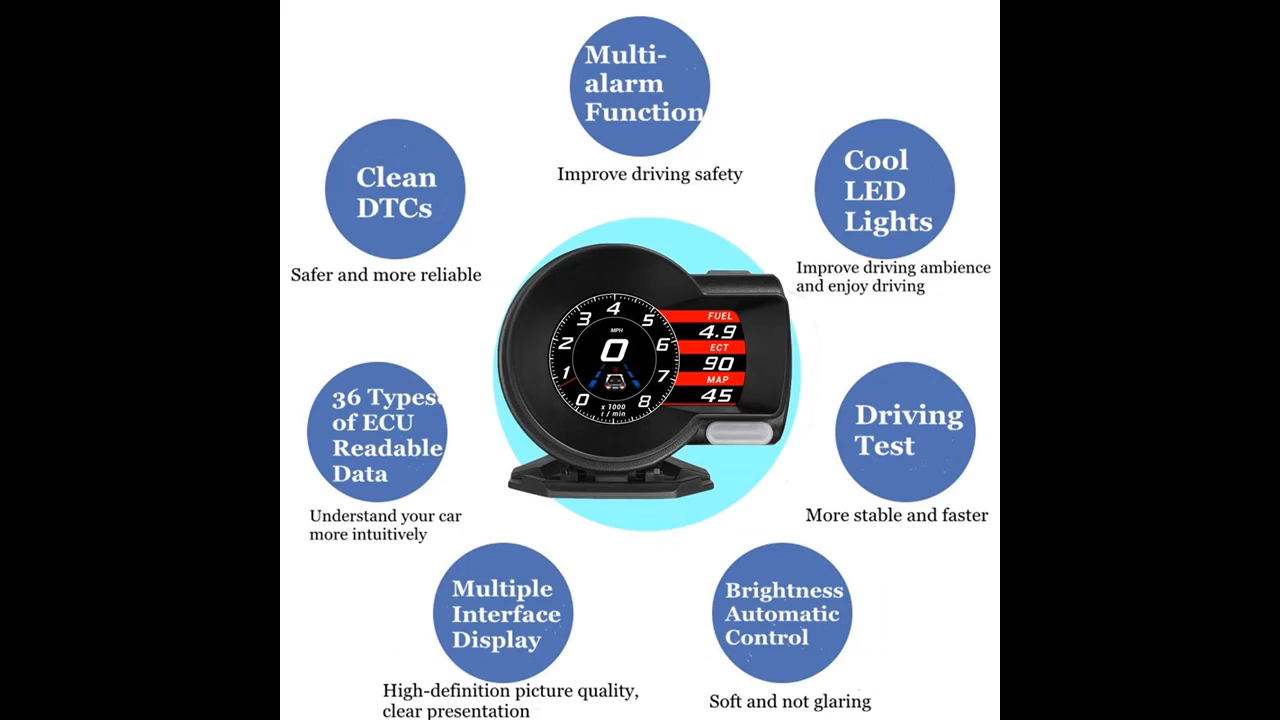 Multi-
alarm
Function
Improve driving safety
Clean
DTCs
Safer and more reliable
Cool
LED
Lights
Improve driving ambience
and enjoy driving
4
3
5
2
6
1
7
0
8
MPH
0
x 1000
r / min
FUEL
4.9
ECT
90
MAP
45
36 Types
of ECU
Readable
Data
Understand your car
more intuitively
Driving
Test
More stable and faster
Multiple
Interface
Display
High-definition picture quality,
clear presentation
Brightness
Automatic
Control
Soft and not glaring